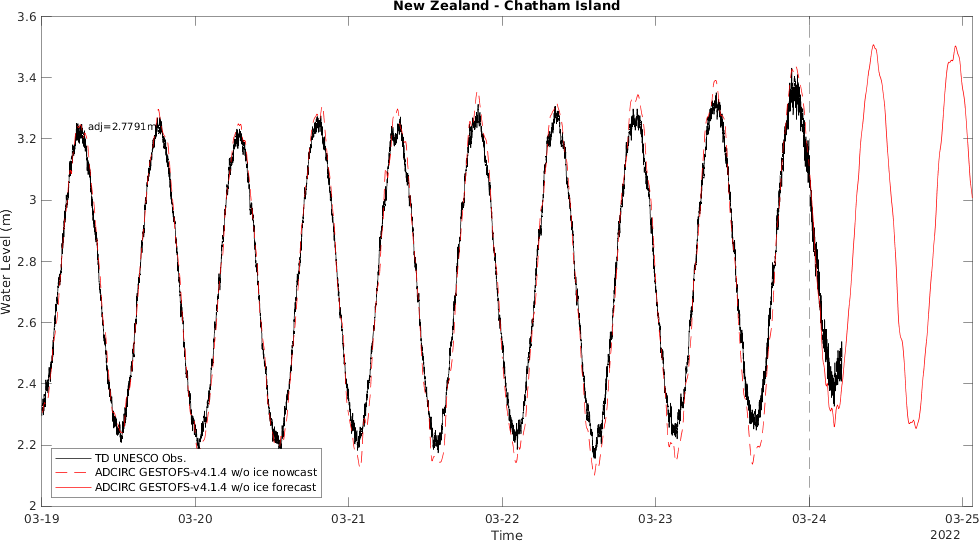 New Zealand - Chatham Island
3.6
3.4
3.2
3
2.8
2.6
2.4
2.2
2
Water Level (m)
adj=2.7791m
TD UNESCO Obs.
ADCIRC GESTOFS-v4.1.4 w/o ice nowcast
ADCIRC GESTOFS-v4.1.4 w/o ice forecast
03-19 03-20 03-21 03-22 03-23 03-24 03-25
Time
2022